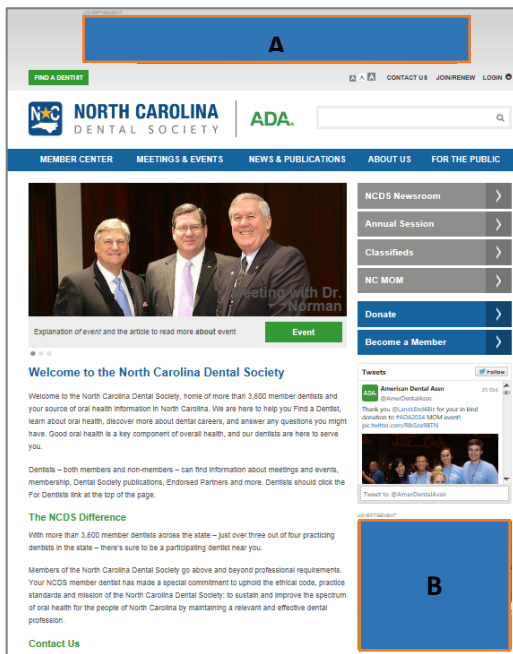 ADVERTISEMENT
A
FIND A DENTIST
A A A CONTACT US JOIN/RENEW LOGIN
NC NORTH CAROLINA
DENTAL SOCIETY
ADA.
MEMBER CENTER MEETINGS & EVENTS NEWS & PUBLICATIONS ABOUT US FOR THE PUBLIC
Meeting with Dr.
Norman
Explanation of event and the article to read more about event
Event
NCDS Newsroom
Annual Session
Classifieds
NC MOM
Donate
Become a Member
Welcome to the North Carolina Dental Society
Welcome to the North Carolina Dental Society, home of more than 3,600 member dentists and
your source of oral health information in North Carolina. We are here to help you Find a Dentist,
learn about oral health, discover more about dental careers, and answer any questions you might
have. Good oral health is a key component of overall health, and our dentists are here to serve
you.
Dentists – both members and non-members – can find information about meetings and events,
membership, Dental Society publications, Endorsed Partners and more. Dentists should click the
For Dentists link at the top of the page.
The NCDS Difference
With more than 3,600 member dentists across the state – just over three out of four practicing
dentists in the state – there's sure to be a participating dentist near you.
Members of the North Carolina Dental Society go above and beyond professional requirements.
Your NCDS member dentist has made a special commitment to uphold the ethical code, practice
standards and mission of the North Carolina Dental Society: to sustain and improve the spectrum
of oral health for the people of North Carolina by maintaining a relevant and effective dental
profession.
Contact Us
Tweets
Follow
ADA.
American Dental Assn
25 Oct
@AmerDentalAssn
Thank you @LandsEndBiz for your in kind
donation to #ADA2014 MOM event!
Tweet to @AmerDentalAssn
ADVERTISEMENT
B